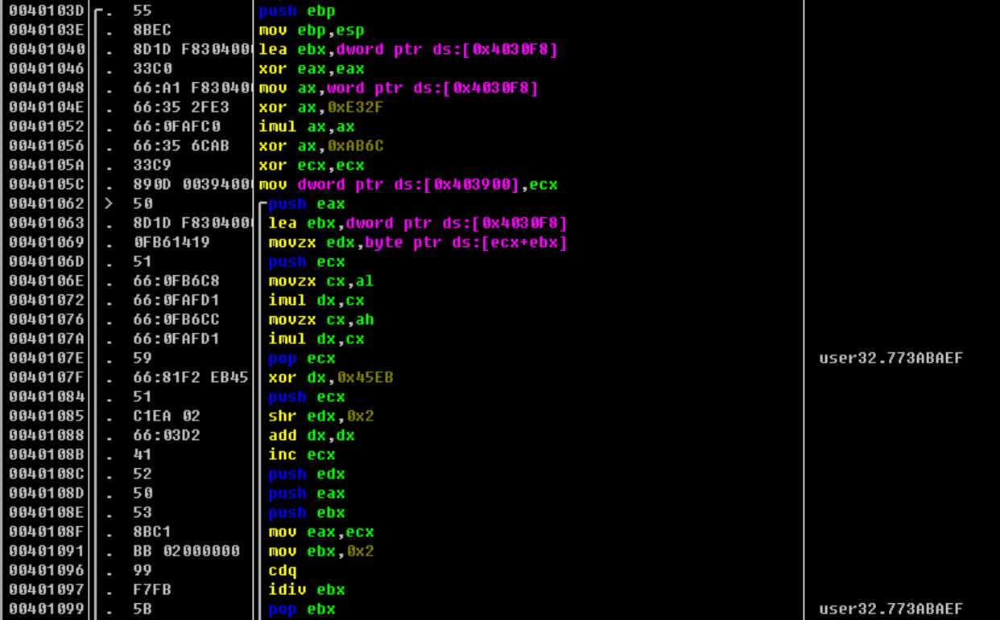 0040103D . 55 push ebp
0040103E . 8BEC mov ebp,esp
00401040 . 8D1D F8304000 lea ebx,dword ptr ds:[0x4030F8]
00401046 . 33C0 xor eax,eax
00401048 . 66:A1 F830400 mov ax,word ptr ds:[0x4030F8]
0040104E . 66:35 2FE3 xor ax,0xE32F
00401052 . 66:0FAFC0 imul ax,ax
00401056 . 66:35 6CAB xor ax,0xAB6C
0040105A . 33C9 xor ecx,ecx
0040105C . 890D 00394000 mov dword ptr ds:[0x403900],ecx
00401062 > 50 push eax
00401063 . 8D1D F8304000 lea ebx,dword ptr ds:[0x4030F8]
00401069 . 0FB61419 movzx edx,byte ptr ds:[ecx+ebx]
0040106D . 51 push ecx
0040106E . 66:0FB6C8 movzx cx,al
00401072 . 66:0FAFD1 imul dx,cx
00401076 . 66:0FB6CC movzx cx,ah
0040107A . 66:0FAFD1 imul dx,cx
0040107E . 59 pop ecx user32.773ABAEF
0040107F . 66:81F2 EB45 xor dx,0x45EB
00401084 . 51 push ecx
00401085 . C1EA 02 shr edx,0x2
00401088 . 66:03D2 add dx,dx
0040108B . 41 inc ecx
0040108C . 52 push edx
0040108D . 50 push eax
0040108E . 53 push ebx
0040108F . 8BC1 mov eax,ecx
00401091 . BB 02000000 mov ebx,0x2
00401096 . 99 cdq
00401097 . F7FB idiv ebx
00401099 . 5B pop ebx user32.773ABAEF